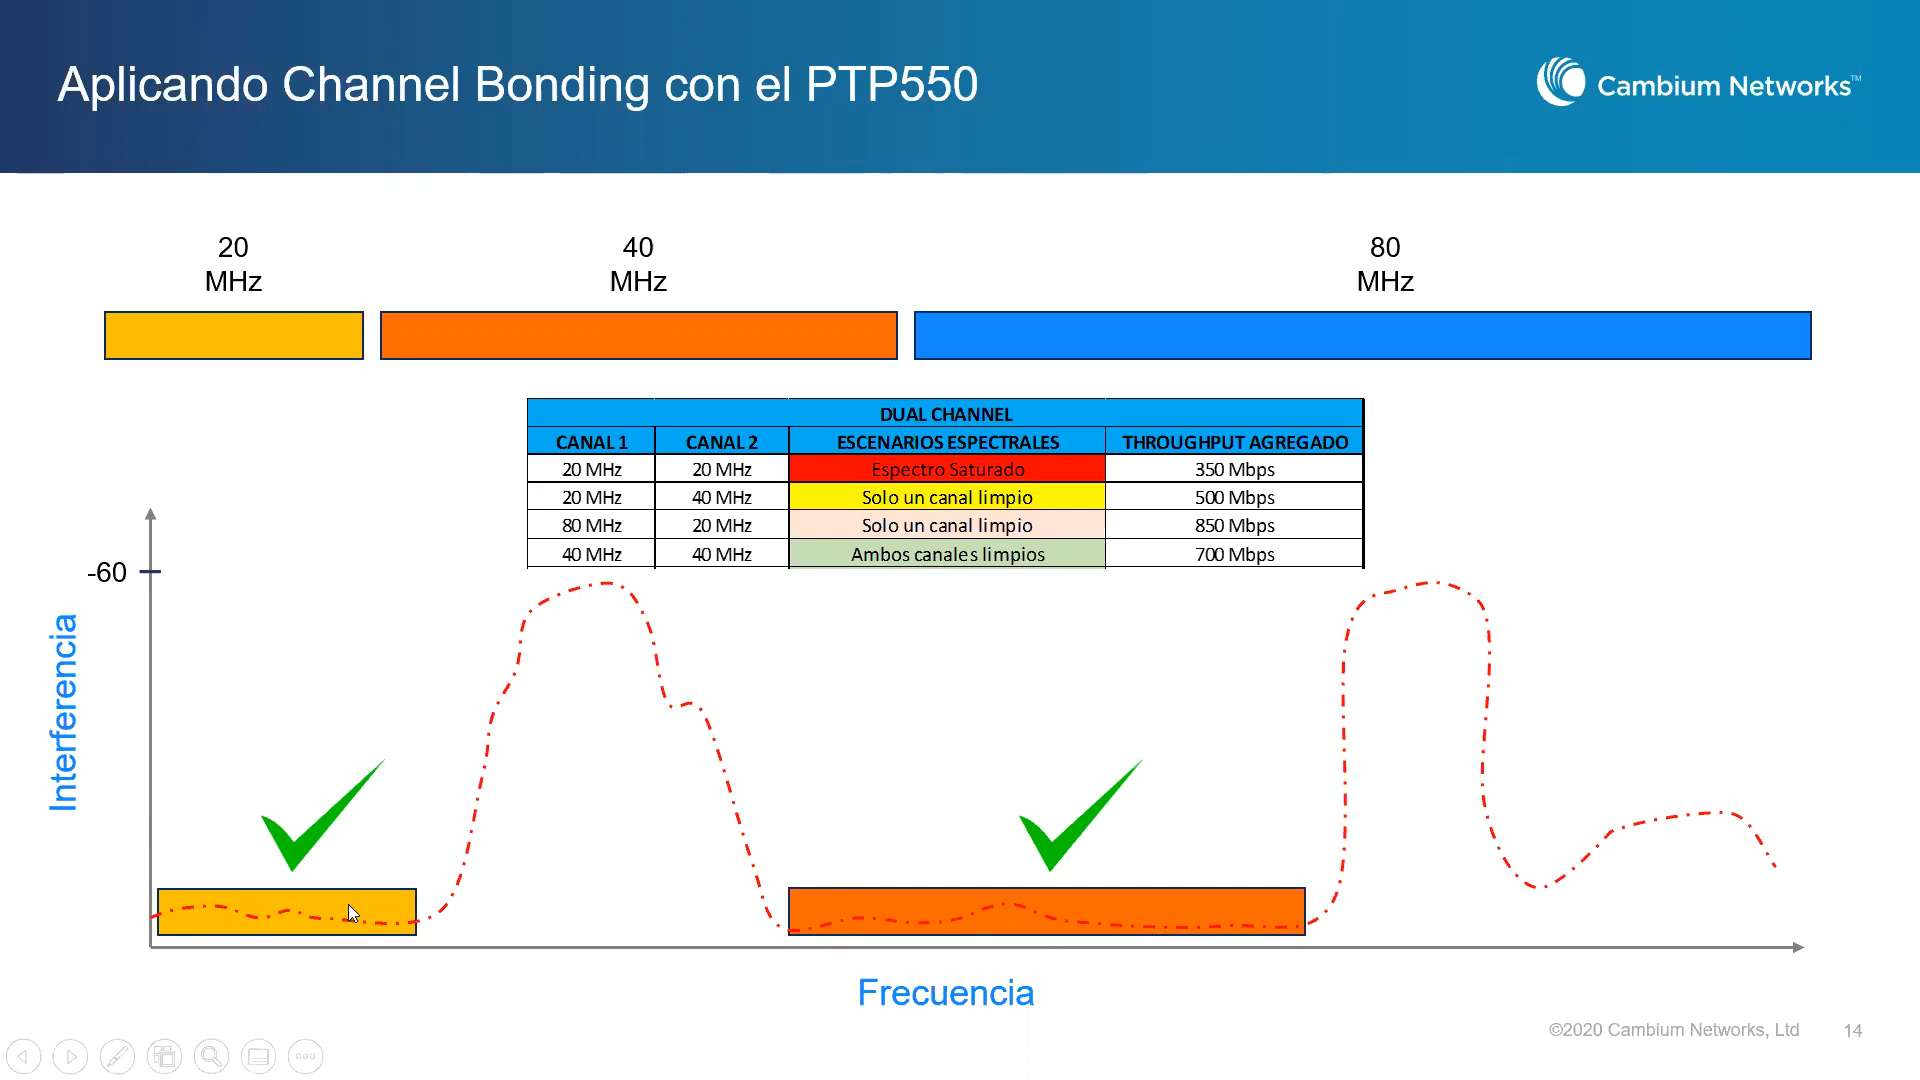 Aplicando Channel Bonding con el PTP550
Cambium Networks™
20
MHz
40
MHz
80
MHz
DUAL CHANNEL
CANAL 1 CANAL 2 ESCENARIOS ESPECTRALES THROUGHPUT AGREGADO
20 MHz 20 MHz Espectro Saturado 350 Mbps
20 MHz 40 MHz Solo un canal limpio 500 Mbps
80 MHz 20 MHz Solo un canal limpio 850 Mbps
40 MHz 40 MHz Ambos canales limpios 700 Mbps
-60
Interferencia
Frecuencia
©2020 Cambium Networks, Ltd 14